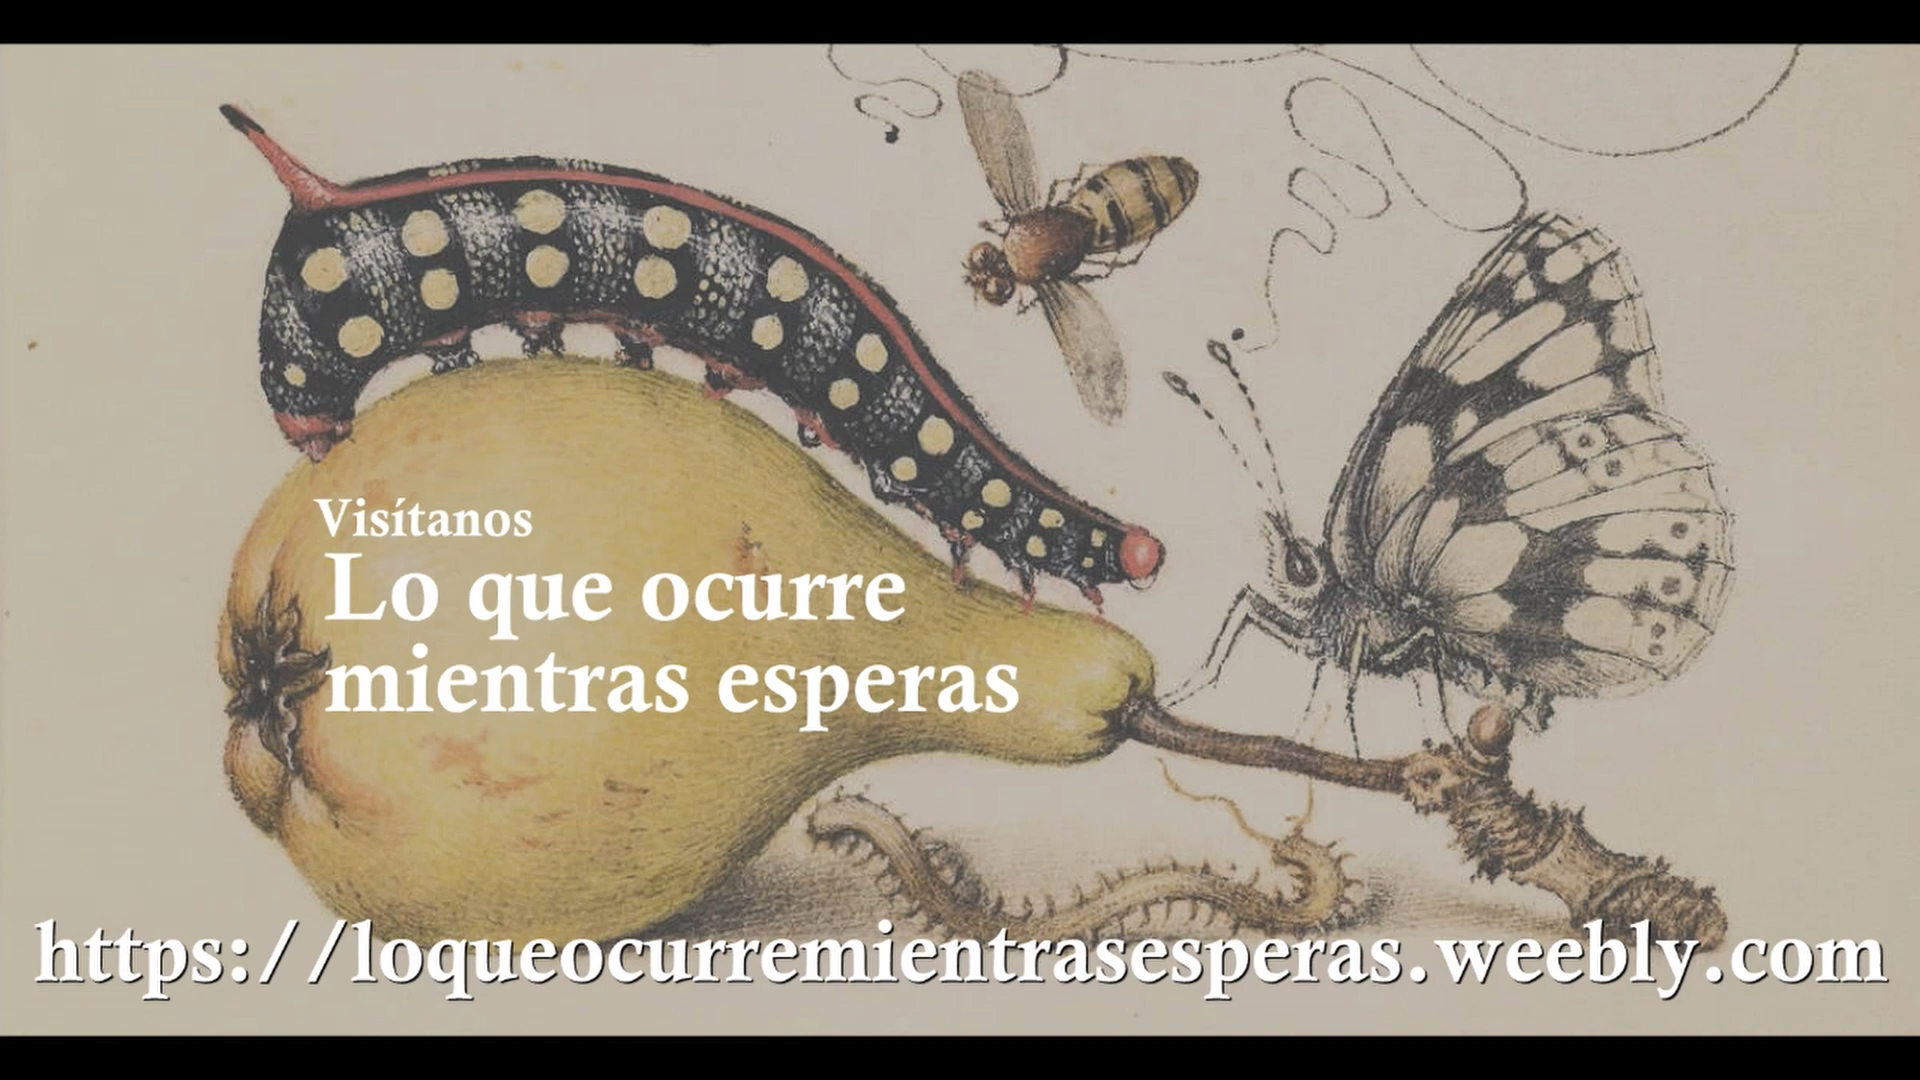 Visítanos
Lo que ocurre
mientras esperas
https://loqueocurremientrasesperas.weebly.com